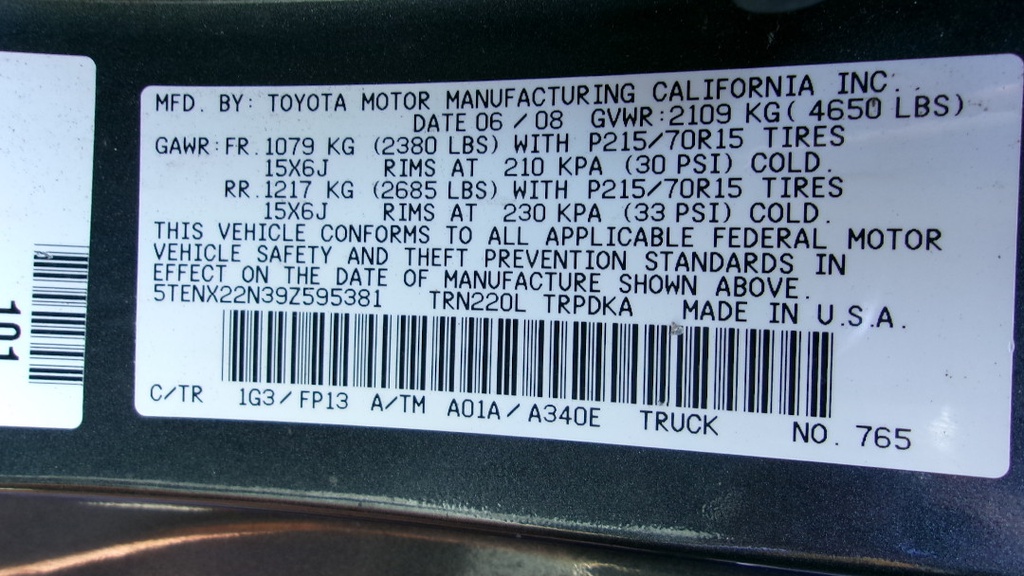 MFD. BY: TOYOTA MOTOR MANUFACTURING CALIFORNIA INC.
DATE 06 / 08 GVWR: 2109 KG( 4650 LBS)
GAWR: FR. 1079 KG (2380 LBS) WITH P215/70R15 TIRES
15X6J RIMS AT 210 KPA (30 PSI) COLD.
RR. 1217 KG (2685 LBS) WITH P215/70R15 TIRES
15X6J RIMS AT 230 KPA (33 PSI) COLD.
THIS VEHICLE CONFORMS TO ALL APPLICABLE FEDERAL MOTOR
VEHICLE SAFETY AND THEFT PREVENTION STANDARDS IN
EFFECT ON THE DATE OF MANUFACTURE SHOWN ABOVE.
5TENX22N39Z595381 TRN220L TRPDKA MADE IN U.S.A.
C/TR 1G3/FP13 A/TM A01A/A340E TRUCK NO. 765
101